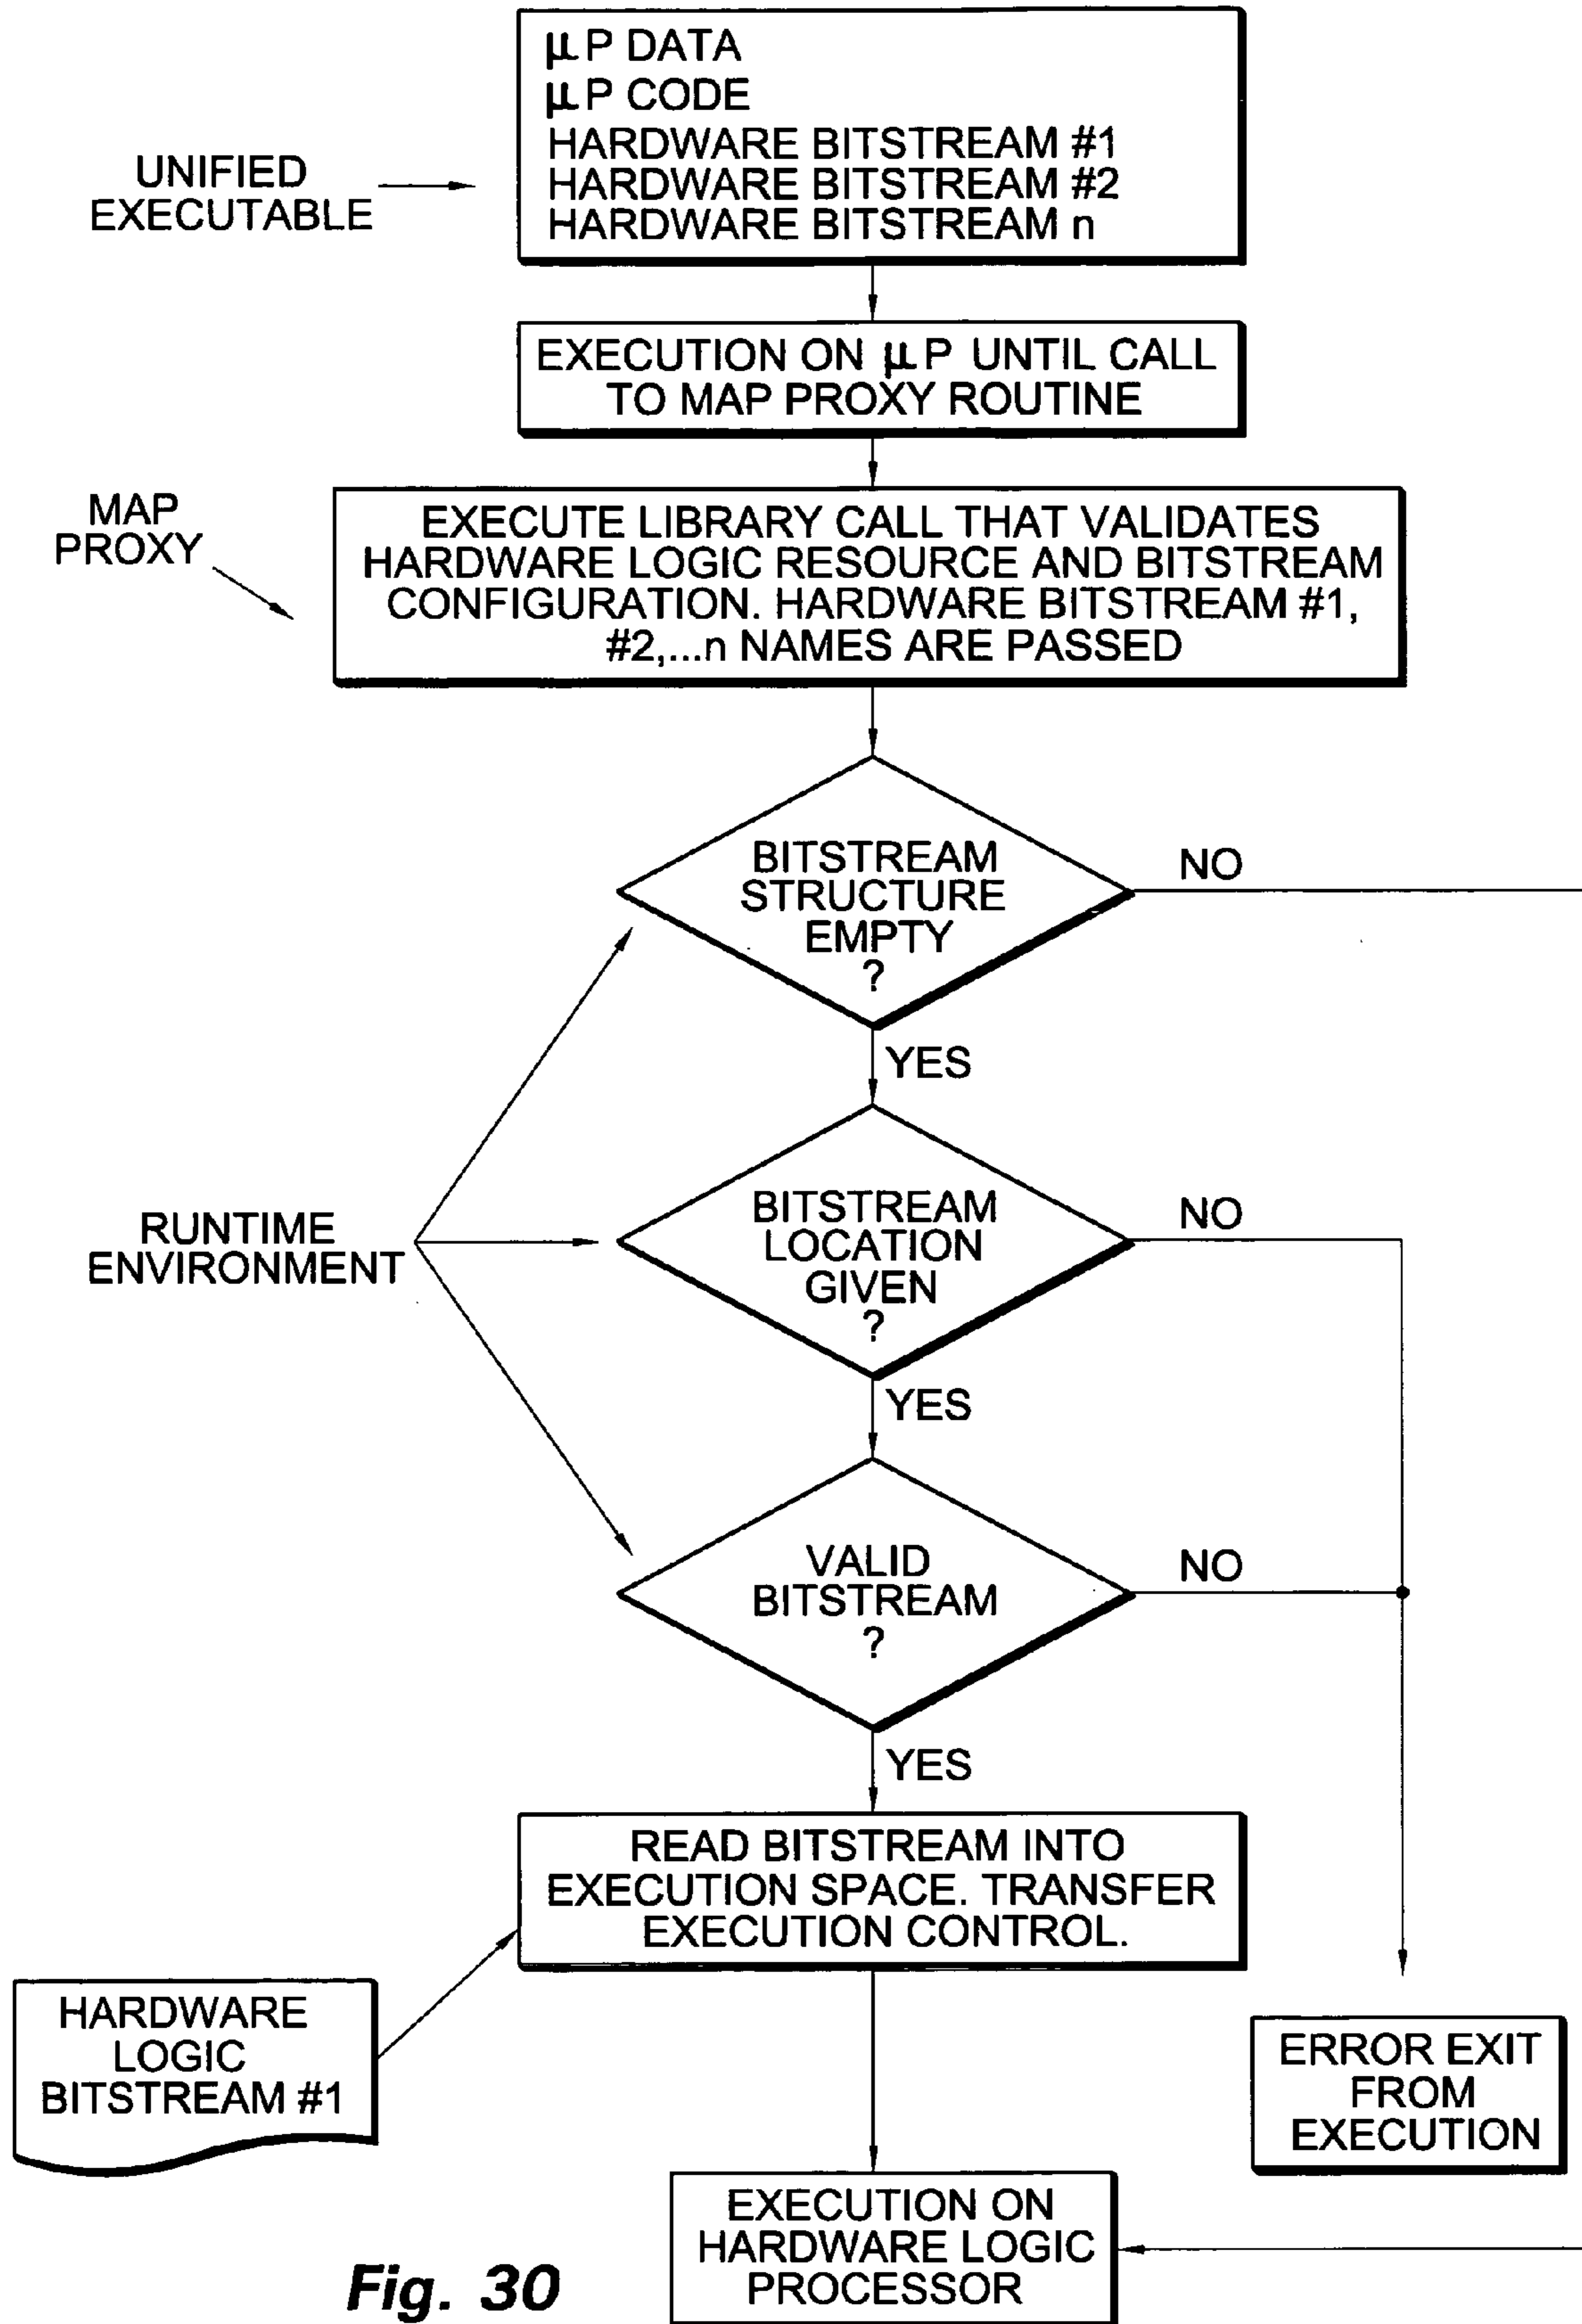 µP DATA
µP CODE
HARDWARE BITSTREAM #1
HARDWARE BITSTREAM #2
HARDWARE BITSTREAM n
UNIFIED
EXECUTABLE
EXECUTION ON µP UNTIL CALL
TO MAP PROXY ROUTINE
MAP
PROXY
EXECUTE LIBRARY CALL THAT VALIDATES
HARDWARE LOGIC RESOURCE AND BITSTREAM
CONFIGURATION. HARDWARE BITSTREAM #1,
#2,...n NAMES ARE PASSED
BITSTREAM
STRUCTURE
EMPTY
?
NO
YES
RUNTIME
ENVIRONMENT
BITSTREAM
LOCATION
GIVEN
?
NO
YES
VALID
BITSTREAM
?
NO
YES
READ BITSTREAM INTO
EXECUTION SPACE. TRANSFER
EXECUTION CONTROL.
HARDWARE
LOGIC
BITSTREAM #1
ERROR EXIT
FROM
EXECUTION
EXECUTION ON
HARDWARE LOGIC
PROCESSOR
Fig. 30